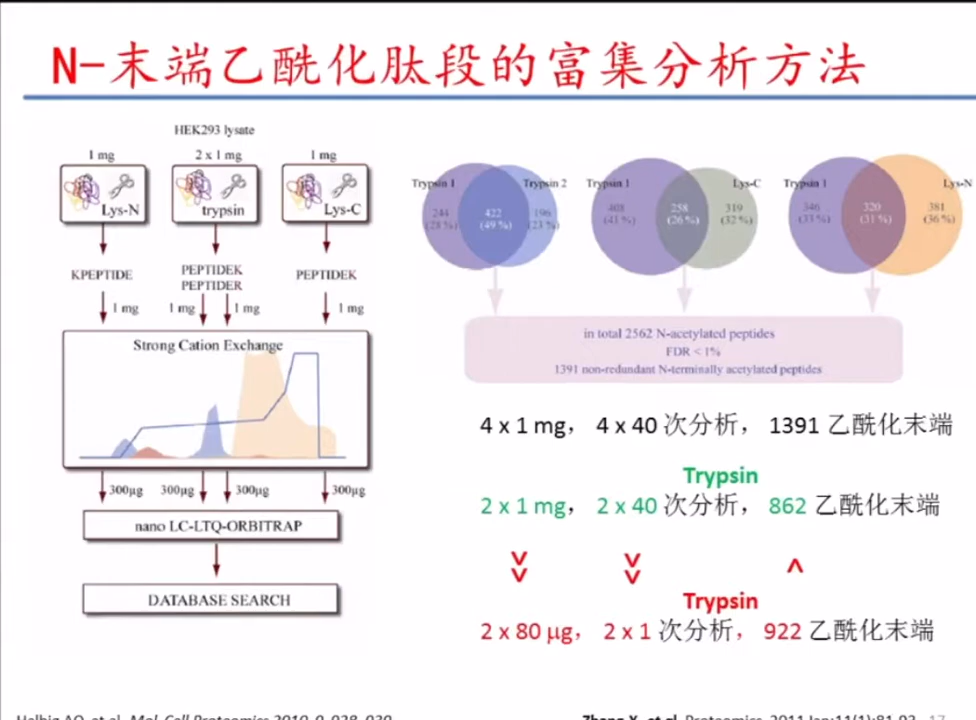 N-末端乙酰化肽段的富集分析方法
HEK293 lysate
1 mg
2 x 1 mg
1 mg
Lys-N
trypsin
Lys-C
KPEPTIDE
PEPTIDEK
PEPTIDER
PEPTIDEK
1 mg
1 mg
1 mg
1 mg
Strong Cation Exchange
300µg
300µg
300µg
300µg
nano LC-LTQ-ORBITRAP
DATABASE SEARCH
Trypsin 1
Trypsin 2
244
(28 %)
422
(49 %)
196
(23 %)
Trypsin 1
Lys-C
408
(41 %)
258
(26 %)
319
(32 %)
Trypsin 1
Lys-N
346
(33 %)
320
(31 %)
381
(36 %)
in total 2562 N-acetylated peptides
FDR < 1%
1391 non-redundant N-terminally acetylated peptides
4 x 1 mg， 4 x 40 次分析， 1391 乙酰化末端
Trypsin
2 x 1 mg， 2 x 40 次分析， 862 乙酰化末端
Trypsin
2 x 80 µg， 2 x 1 次分析，922 乙酰化末端
Helbig AO, et al. Mol. Cell Proteomics 2010, 9, 928-939
Zhang X, et al. Proteomics, 2011 Jan;11(1):81-93
17